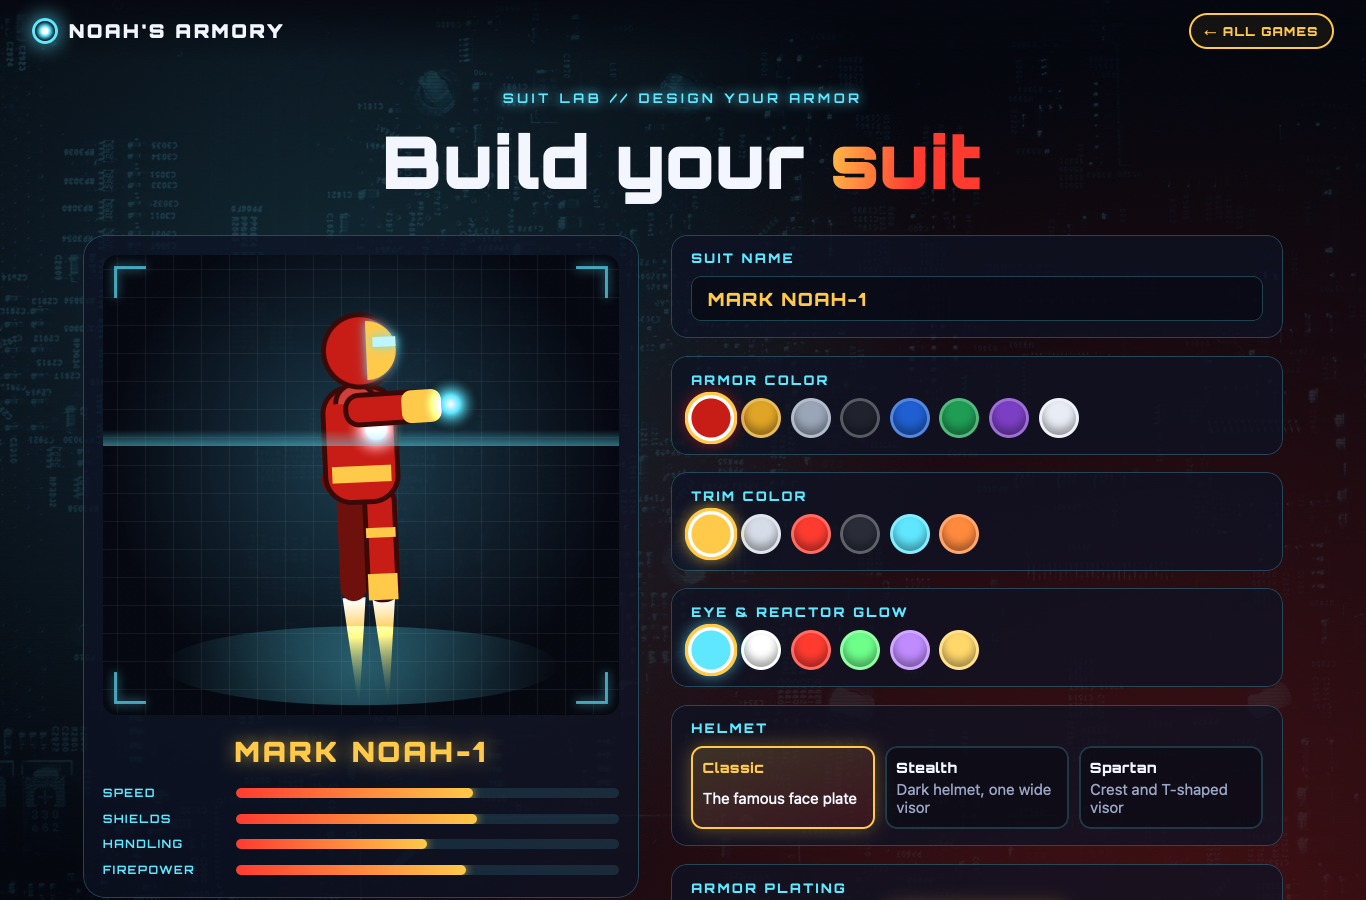 NOAH'S ARMORY
← ALL GAMES
SUIT LAB // DESIGN YOUR ARMOR
Build your suit
MARK NOAH-1
SPEED
SHIELDS
HANDLING
FIREPOWER
SUIT NAME
MARK NOAH-1
ARMOR COLOR
TRIM COLOR
EYE & REACTOR GLOW
HELMET
Classic
The famous face plate
Stealth
Dark helmet, one wide
visor
Spartan
Crest and T-shaped
visor
ARMOR PLATING